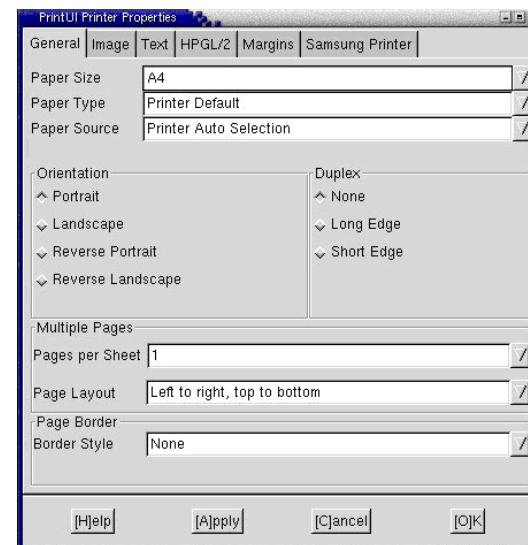 PrintUI Printer Properties
General Image Text HPGL/2 Margins Samsung Printer
Paper Size A4
Paper Type Printer Default
Paper Source Printer Auto Selection
Orientation
Portrait
Landscape
Reverse Portrait
Reverse Landscape
Duplex
None
Long Edge
Short Edge
Multiple Pages
Pages per Sheet 1
Page Layout Left to right, top to bottom
Page Border
Border Style None
[H]elp [A]pply [C]ancel [O]K